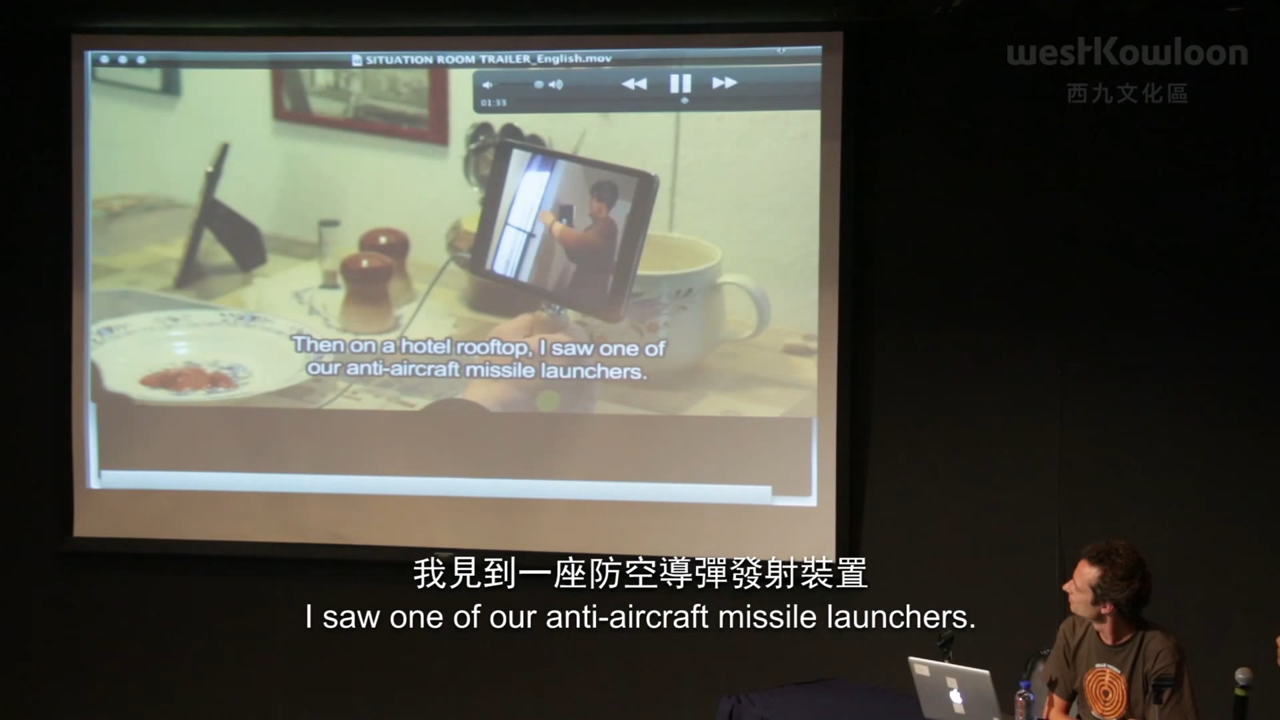 westKowloon
西九文化區
SITUATION ROOM TRAILER_English.mov
01:33
Then on a hotel rooftop, I saw one of
our anti-aircraft missile launchers.
我見到一座防空導彈發射裝置
I saw one of our anti-aircraft missile launchers.